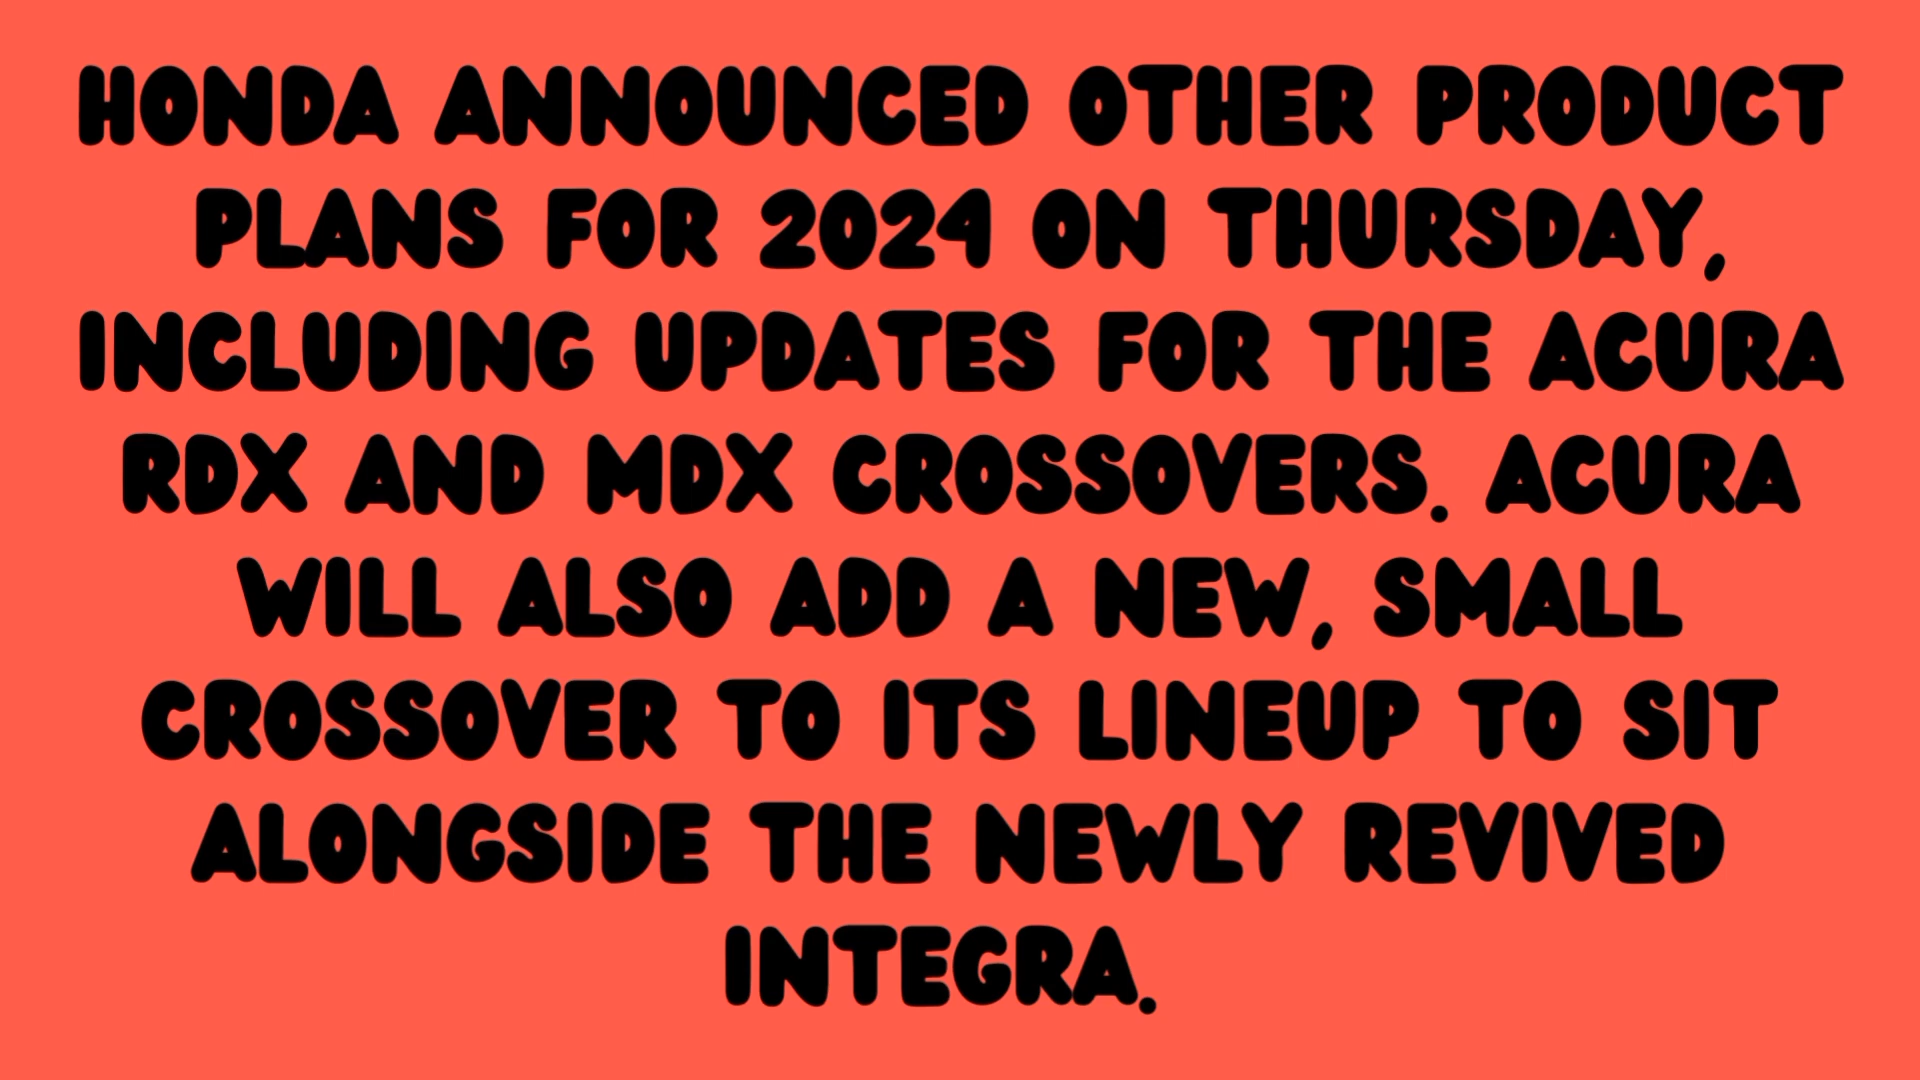 HONDA ANNOUNCED OTHER PRODUCT
PLANS FOR 2024 ON THURSDAY,
INCLUDING UPDATES FOR THE ACURA
RDX AND MDX CROSSOVERS. ACURA
WILL ALSO ADD A NEW, SMALL
CROSSOVER TO ITS LINEUP TO SIT
ALONGSIDE THE NEWLY REVIVED
INTEGRA.